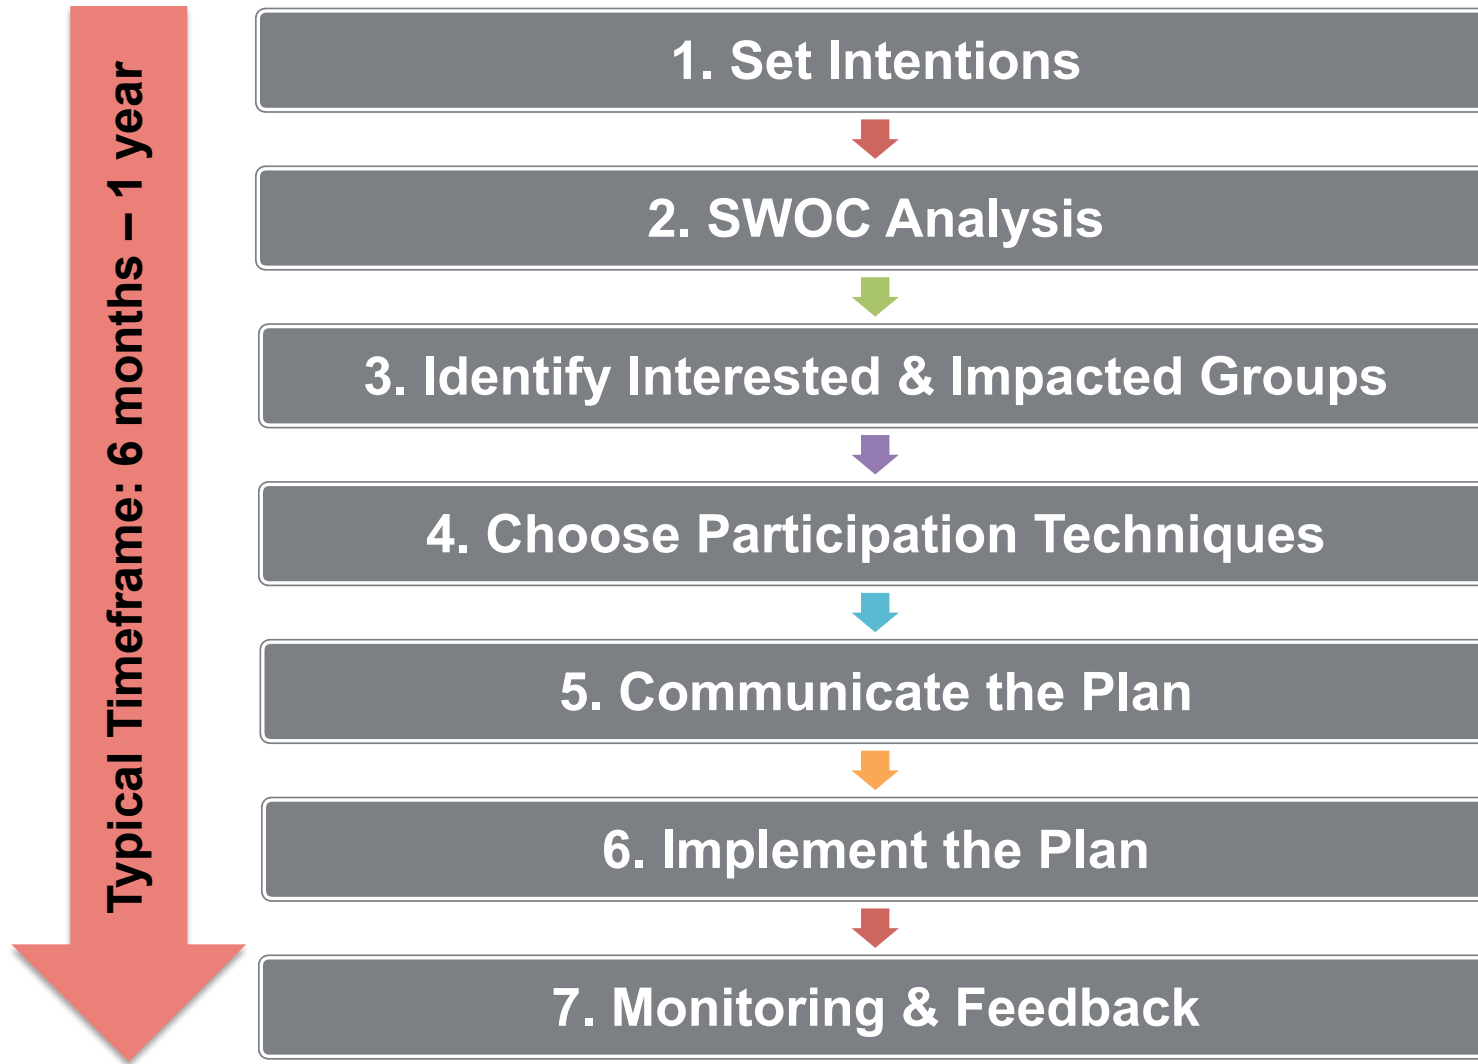 Typical Timeframe: 6 months – 1 year
1. Set Intentions
2. SWOC Analysis
3. Identify Interested & Impacted Groups
4. Choose Participation Techniques
5. Communicate the Plan
6. Implement the Plan
7. Monitoring & Feedback